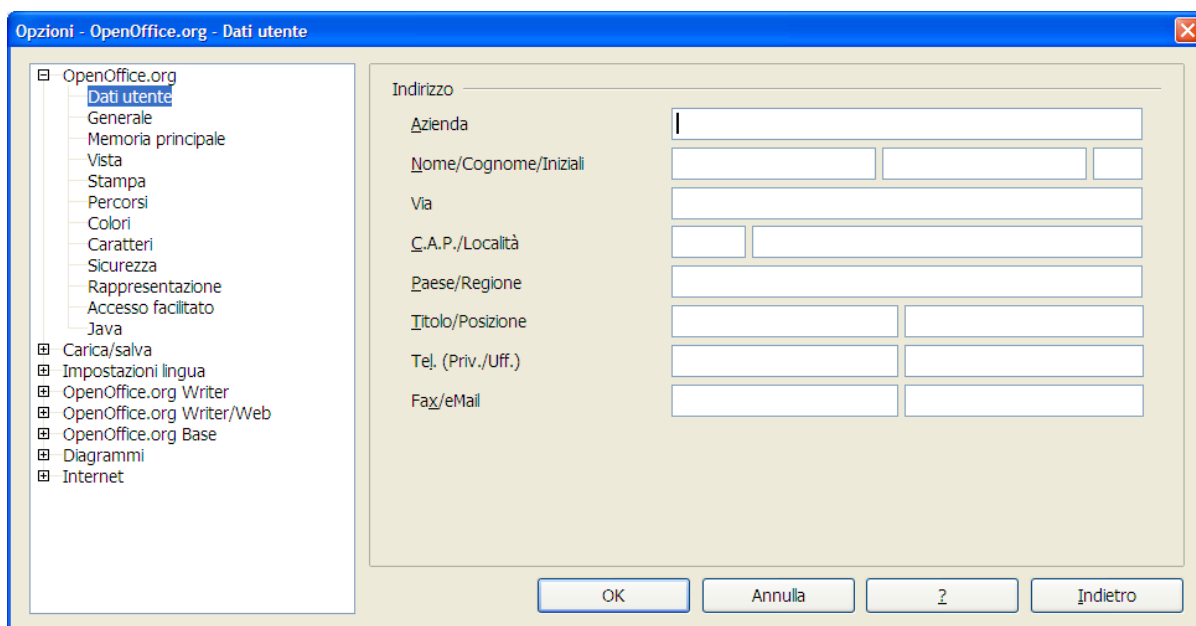 Opzioni - OpenOffice.org - Dati utente
OpenOffice.org
Dati utente
Generale
Memoria principale
Vista
Stampa
Percorsi
Colori
Caratteri
Sicurezza
Rappresentazione
Accesso facilitato
Java
Carica/salva
Impostazioni lingua
OpenOffice.org Writer
OpenOffice.org Writer/Web
OpenOffice.org Base
Diagrammi
Internet
Indirizzo
Azienda
Nome/Cognome/Iniziali
Via
C.A.P./Località
Paese/Regione
Titolo/Posizione
Tel. (Priv./Uff.)
Fax/eMail
OK
Annulla
?
Indietro